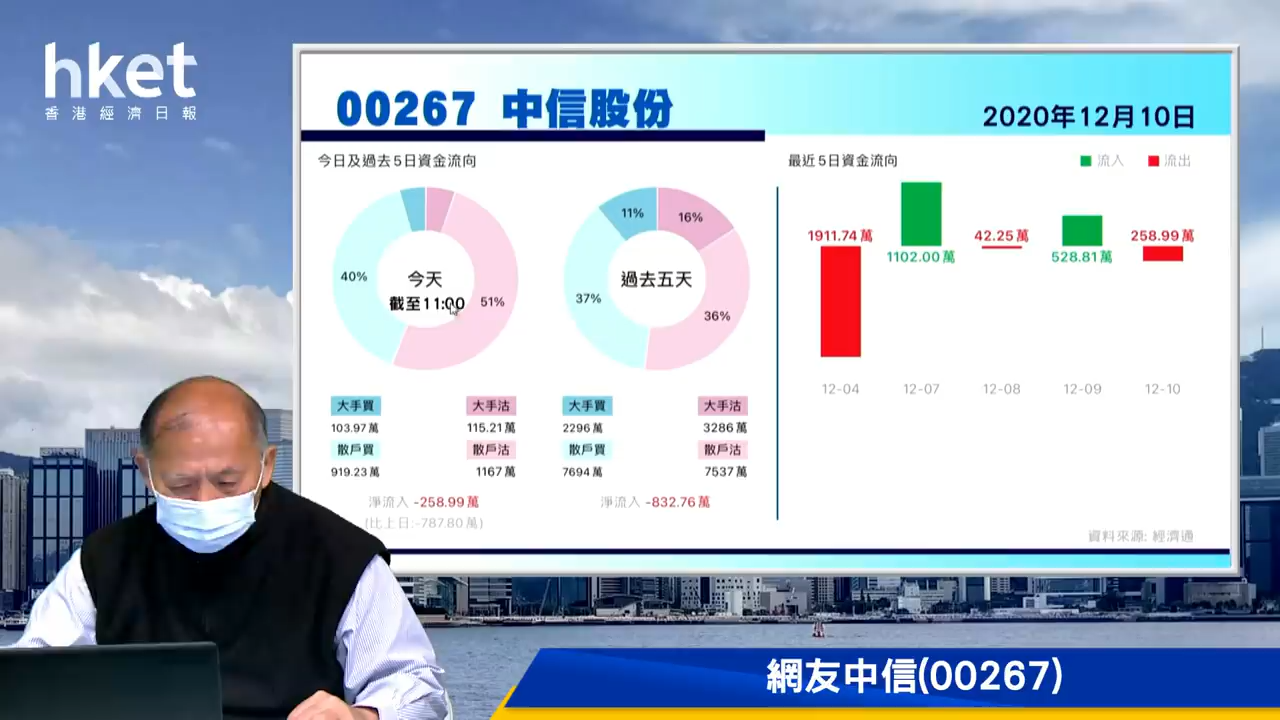 hket
香港經濟日報
00267 中信股份
2020年12月10日
今日及過去5日資金流向
最近5日資金流向
流入
流出
40%
今天
截至11:00
51%
11%
16%
過去五天
37%
36%
1911.74萬
1102.00萬
42.25萬
528.81萬
258.99萬
12-04
12-07
12-08
12-09
12-10
大手買
大手沽
103.97萬
115.21萬
散戶買
散戶沽
919.23萬
1167萬
淨流入 -258.99萬
(比上日:-787.80萬)
大手買
大手沽
2296萬
3286萬
散戶買
散戶沽
7694萬
7537萬
淨流入 -832.76萬
資料來源: 經濟通
網友中信(00267)